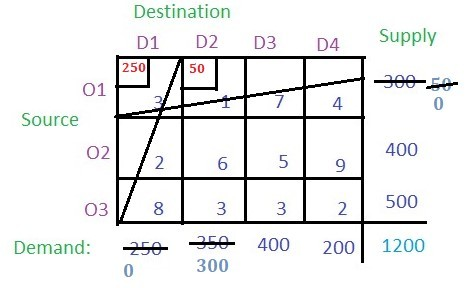 Destination
D1 D2 D3 D4 Supply
250 50
O1 3 1 7 4 300 50
0
Source
O2 2 6 5 9 400
O3 8 3 3 2 500
Demand: 250 350 400 200 1200
0 300